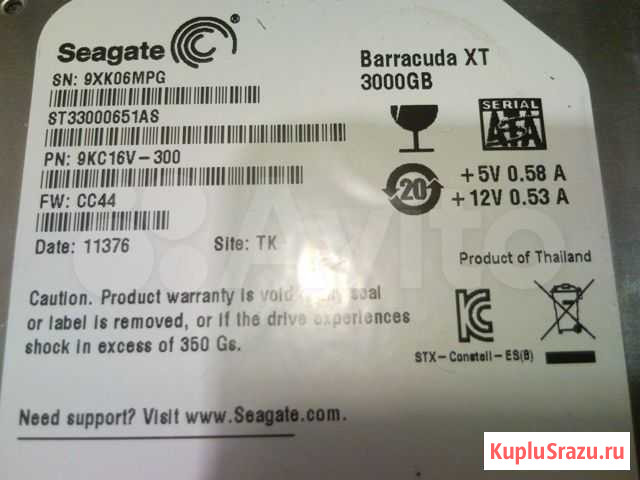 Seagate
SN: 9XK06MPG
ST33000651AS
PN: 9KC16V-300
FW: CC44
Date: 11376 Site: TK
Barracuda XT
3000GB
SERIAL
ATA
20
+5V 0.58 A
+12V 0.53 A
Product of Thailand
Caution. Product warranty is void any seal
or label is removed, or if the drive experiences
shock in excess of 350 Gs.
STX-Constell-ES(B)
Need support? Visit www.Seagate.com.
Avito
KupluSrazu.ru